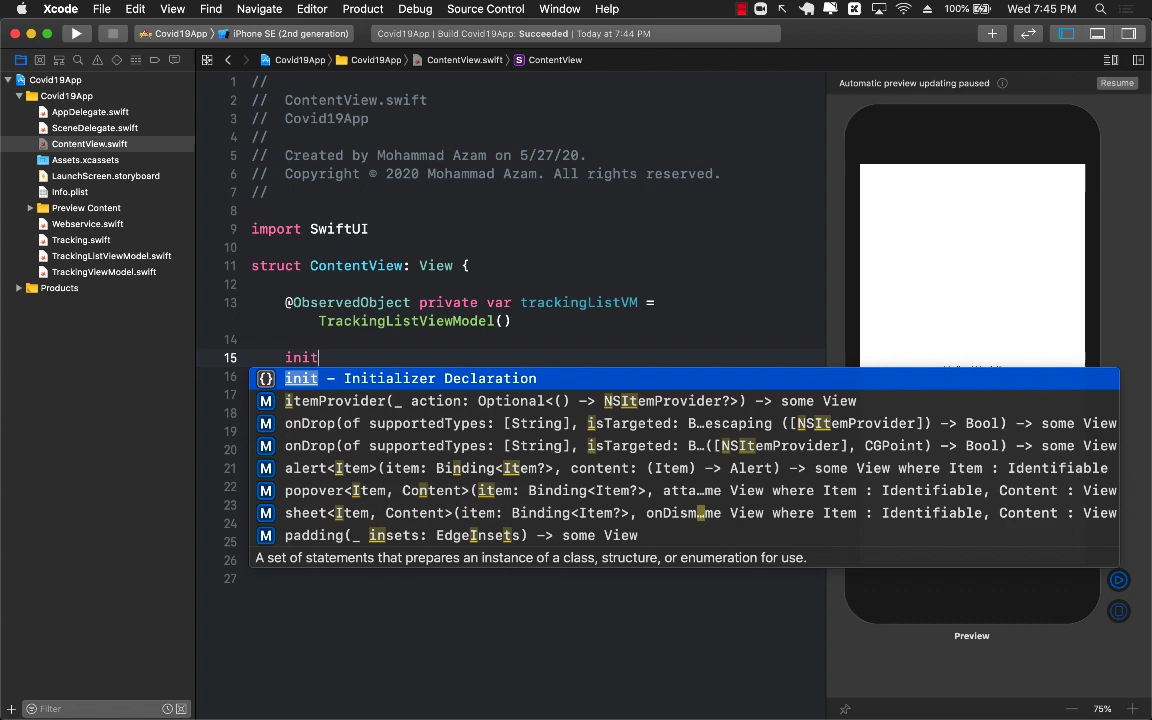 Xcode File Edit View Find Navigate Editor Product Debug Source Control Window Help 100% Wed 7:45 PM
Covid19App iPhone SE (2nd generation) Covid19App | Build Covid19App: Succeeded | Today at 7:44 PM
Covid19App Covid19App ContentView.swift S ContentView
Covid19App
Covid19App
AppDelegate.swift
SceneDelegate.swift
ContentView.swift
Assets.xcassets
LaunchScreen.storyboard
Info.plist
Preview Content
Webservice.swift
Tracking.swift
TrackingListViewModel.swift
TrackingViewModel.swift
Products
Filter
1 //
2 // ContentView.swift
3 // Covid19App
4 //
5 // Created by Mohammad Azam on 5/27/20.
6 // Copyright © 2020 Mohammad Azam. All rights reserved.
7 //
8
9 import SwiftUI
10
11 struct ContentView: View {
12
13 @ObservedObject private var trackingListVM =
TrackingListViewModel()
14
15 init
16 {} init – Initializer Declaration
17 M itemProvider(_ action: Optional<() -> NSItemProvider?>) -> some View
18 M onDrop(of supportedTypes: [String], isTargeted: B…escaping ([NSItemProvider]) -> Bool) -> some View
19 M onDrop(of supportedTypes: [String], isTargeted: B…([NSItemProvider], CGPoint) -> Bool) -> some View
20
21 M alert<Item>(item: Binding<Item?>, content: (Item) -> Alert) -> some View where Item : Identifiable
22 M popover<Item, Content>(item: Binding<Item?>, atta…me View where Item : Identifiable, Content : View
23 M sheet<Item, Content>(item: Binding<Item?>, onDism…me View where Item : Identifiable, Content : View
24
25 M padding(_ insets: EdgeInsets) -> some View
26 A set of statements that prepares an instance of a class, structure, or enumeration for use.
27
Automatic preview updating paused Resume
Preview
75%